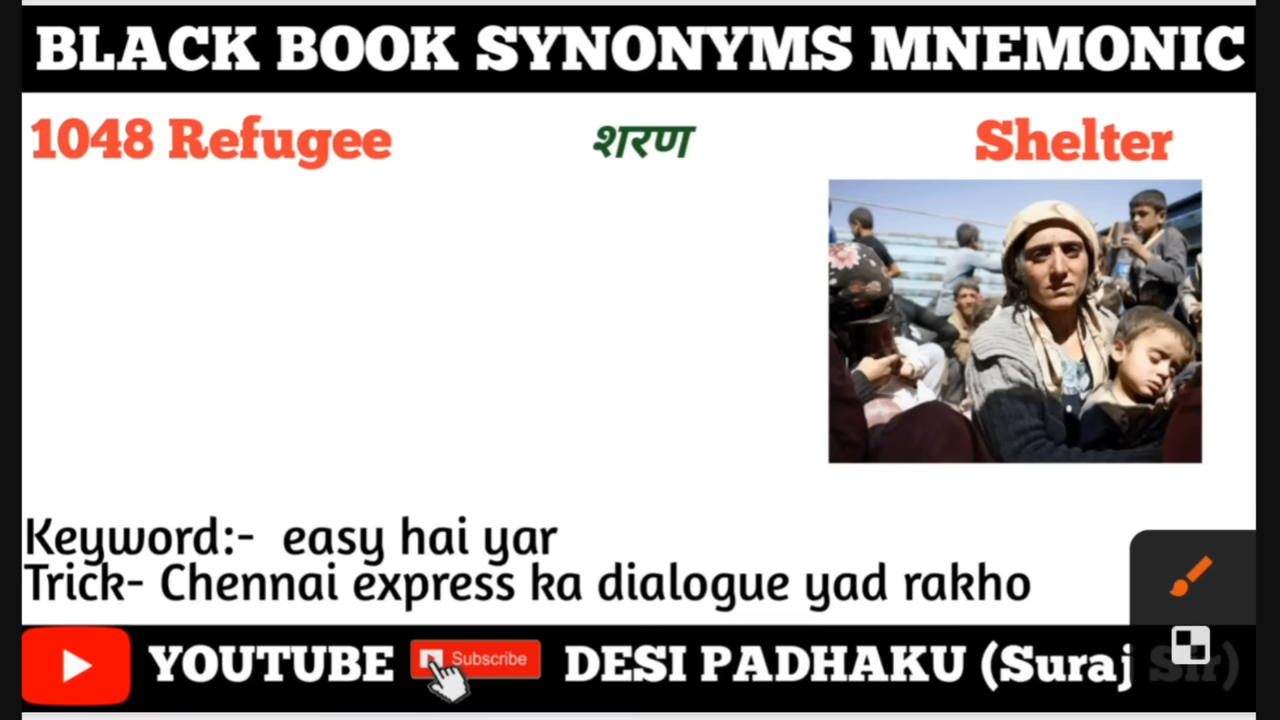 BLACK BOOK SYNONYMS MNEMONIC
1048 Refugee शरण Shelter
Keyword:- easy hai yar
Trick- Chennai express ka dialogue yad rakho
YOUTUBE Subscribe DESI PADHAKU (Suraj Sir)